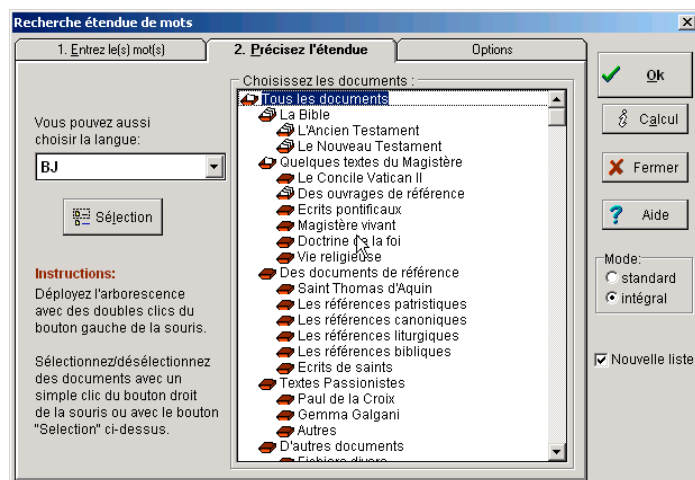 Recherche étendue de mots
1. Entrez le(s) mot(s)
2. Précisez l'étendue
Options
Vous pouvez aussi
choisir la langue:
BJ
Sélection
Instructions:
Déployez l'arborescence
avec des doubles clics du
bouton gauche de la souris.
Sélectionnez/désélectionnez
des documents avec un
simple clic du bouton droit
de la souris ou avec le bouton
"Selection" ci-dessus.
Choisissez les documents :
Tous les documents
La Bible
L'Ancien Testament
Le Nouveau Testament
Quelques textes du Magistère
Le Concile Vatican II
Des ouvrages de référence
Ecrits pontificaux
Magistère vivant
Doctrine de la foi
Vie religieuse
Des documents de référence
Saint Thomas d'Aquin
Les références patristiques
Les références canoniques
Les références liturgiques
Les références bibliques
Ecrits de saints
Textes Passionistes
Paul de la Croix
Gemma Galgani
Autres
D'autres documents
Fichiers divers
Ok
Calcul
Fermer
Aide
Mode:
standard
intégral
Nouvelle liste